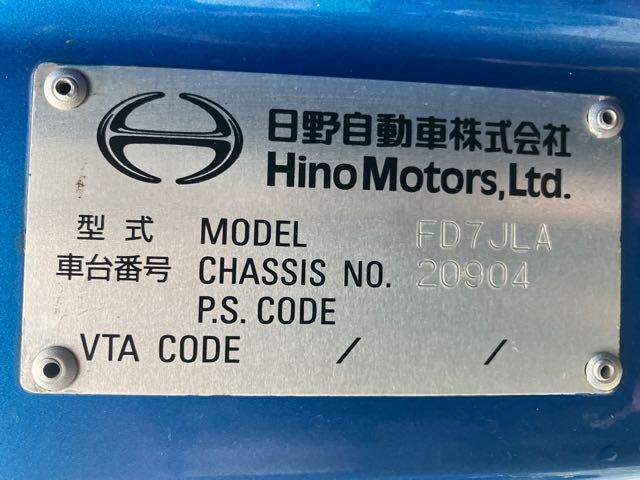 日野自動車株式会社
Hino Motors, Ltd.
型式 MODEL FD7JLA
車台番号 CHASSIS NO. 20904
P.S. CODE
VTA CODE / /